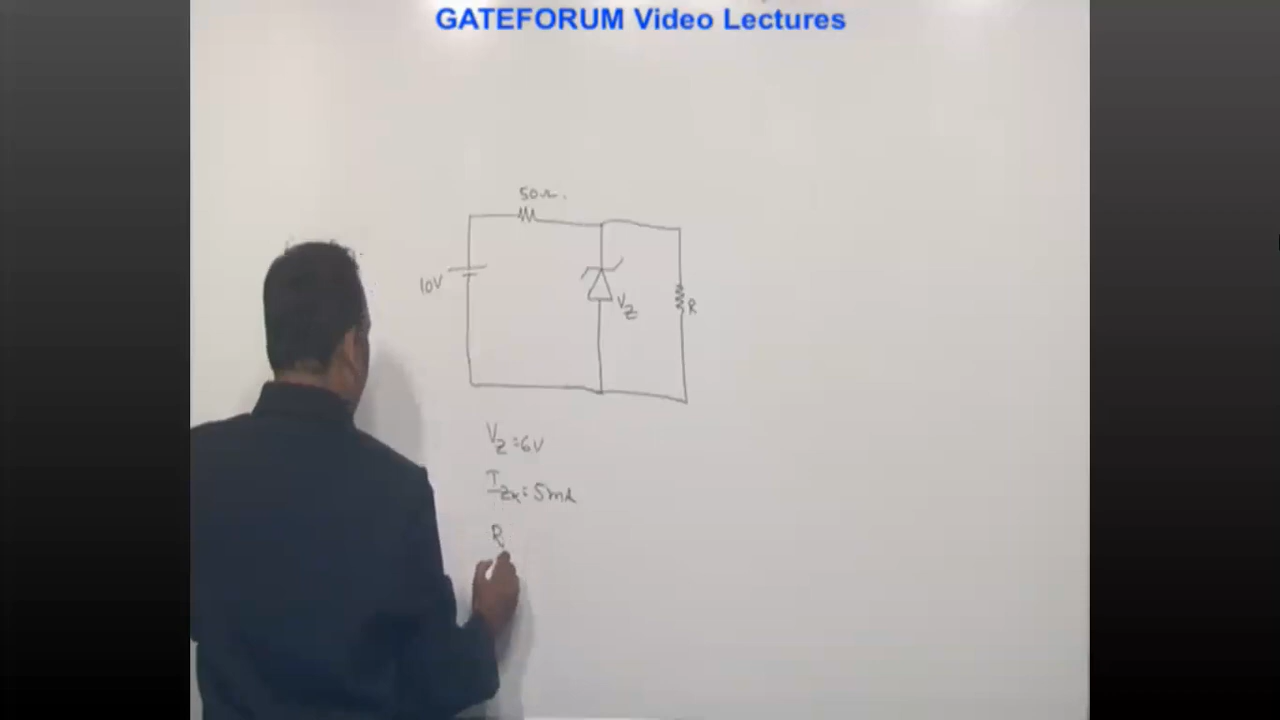 GATEFORUM Video Lectures
50Ω.
10V
VZ
R
VZ = 6V
IZK = 5mA
R